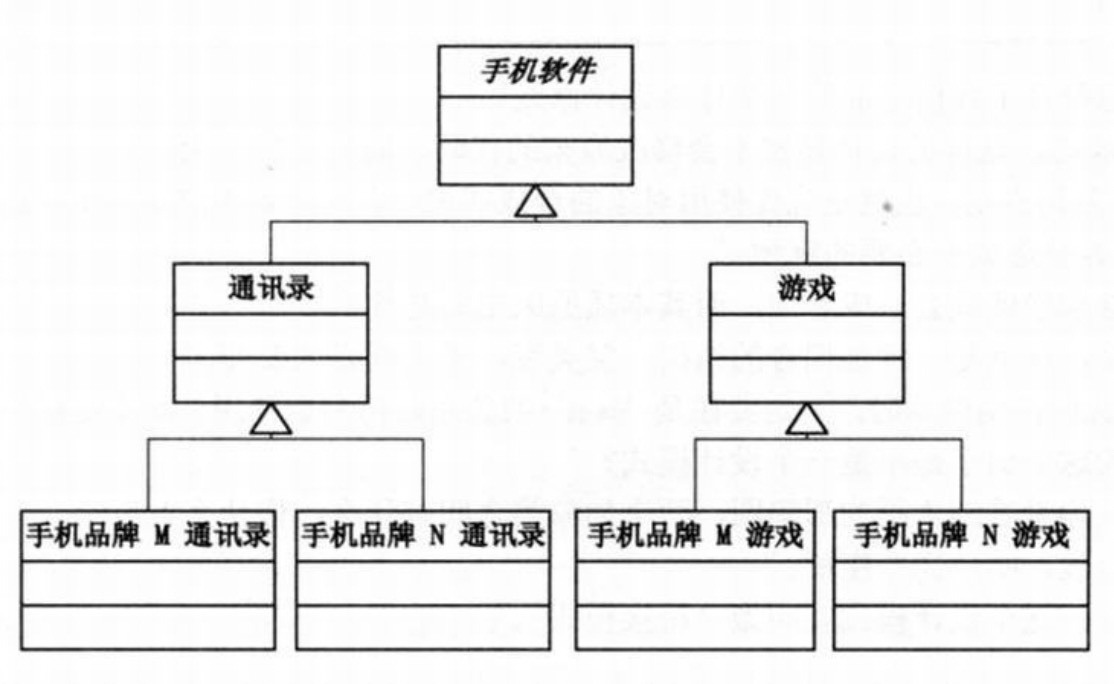 手机软件
通讯录
游戏
手机品牌 M 通讯录
手机品牌 N 通讯录
手机品牌 M 游戏
手机品牌 N 游戏